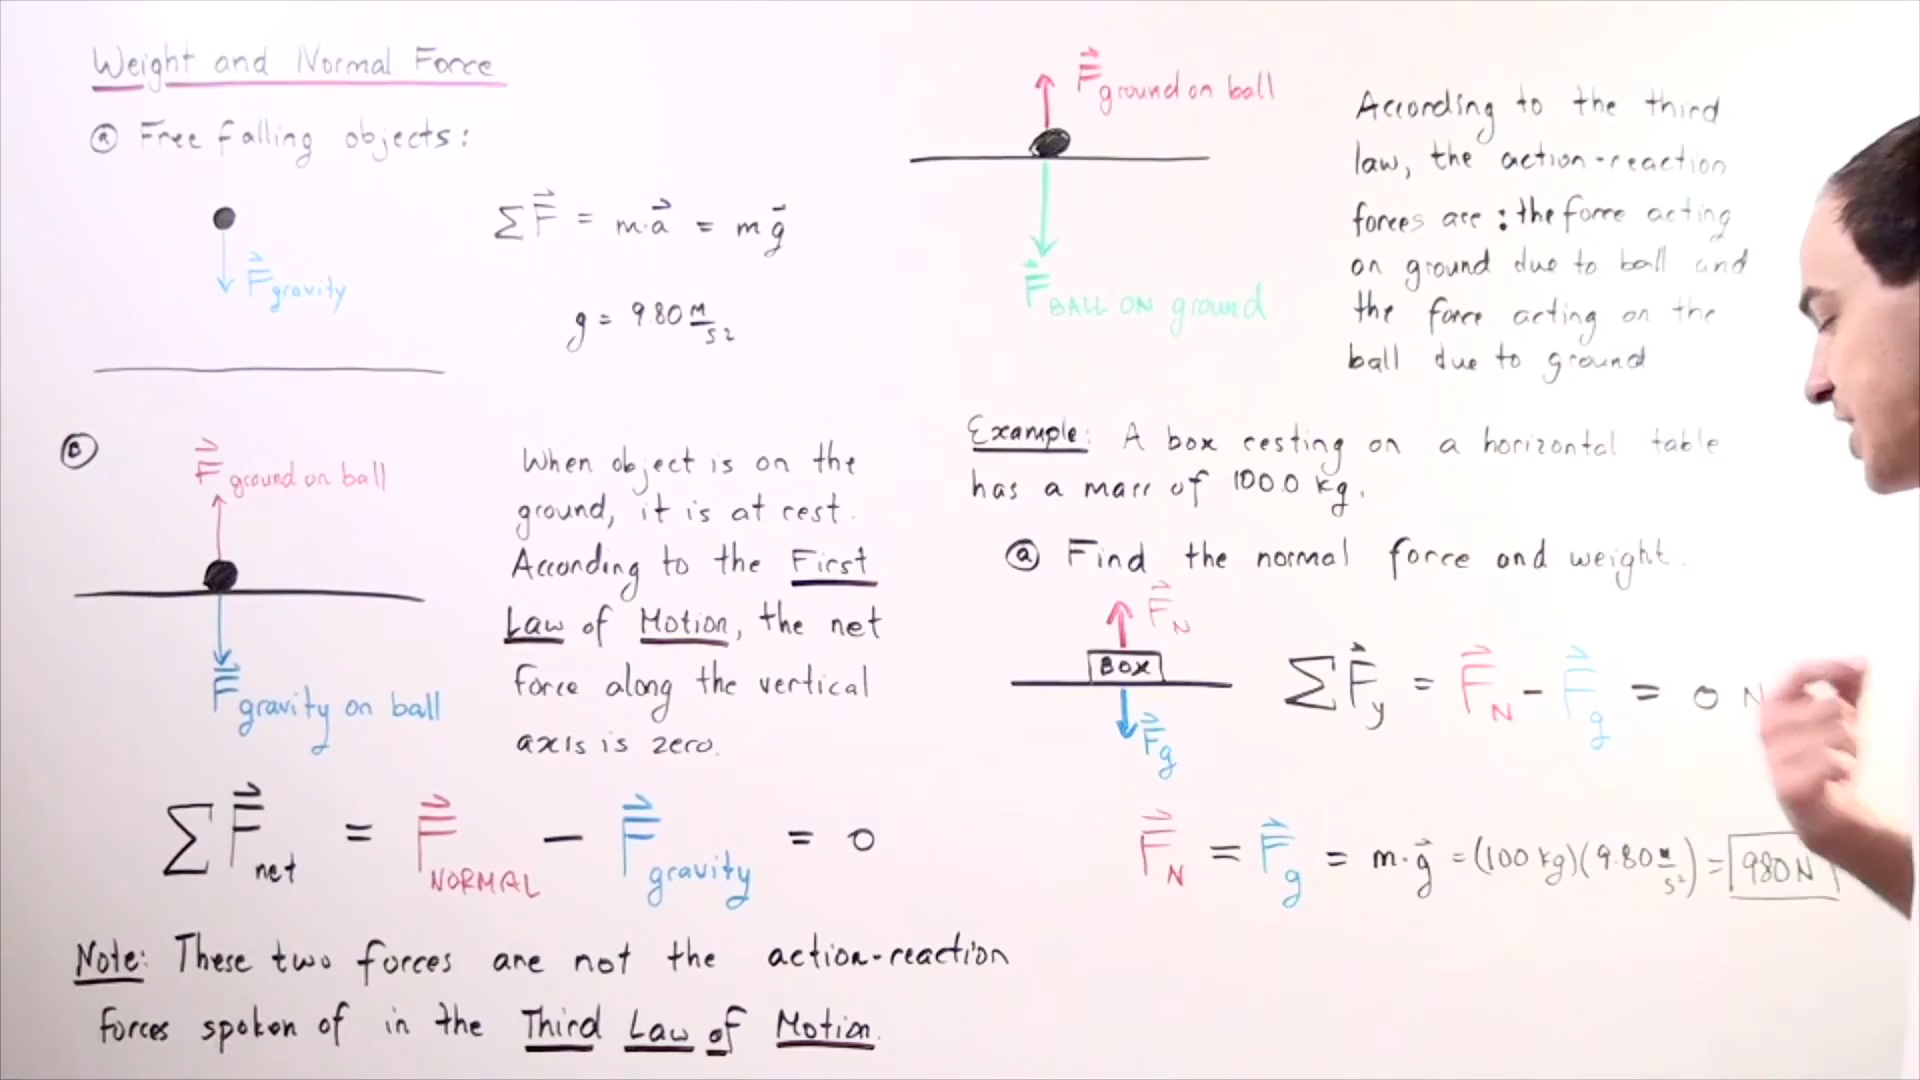 Weight and Normal Force
ⓐ Free falling objects:
F⃗ gravity
ΣF⃗ = m·a⃗ = m g⃗
g = 9.80 m/s²
Ⓑ
F⃗ ground on ball
F⃗ gravity on ball
When object is on the
ground, it is at rest.
According to the First
Law of Motion, the net
force along the vertical
axis is zero.
ΣF⃗ net = F⃗ NORMAL − F⃗ gravity = 0
Note: These two forces are not the action-reaction
forces spoken of in the Third Law of Motion.
F⃗ ground on ball
F⃗ BALL ON ground
According to the third
law, the action-reaction
forces are: the force acting
on ground due to ball and
the force acting on the
ball due to ground
Example: A box resting on a horizontal table
has a mass of 100.0 kg.
ⓐ Find the normal force and weight.
F⃗ N
BOX
F⃗ g
ΣF⃗ y = F⃗ N − F⃗ g = 0 N
F⃗ N = F⃗ g = m·g⃗ = (100 kg)(9.80 m/s²) = 980 N